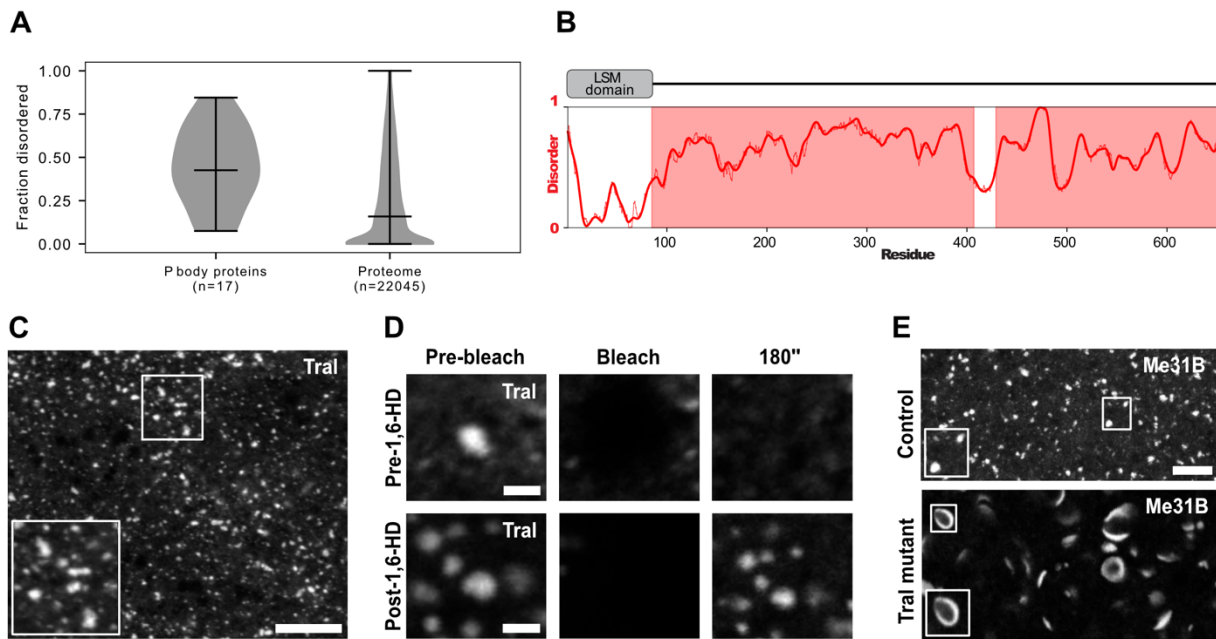 A
1.00
0.75
0.50
0.25
0.00
Fraction disordered
P body proteins
(n=17)
Proteome
(n=22045)
B
LSM
domain
1
Disorder
0
100
200
300
400
500
600
Residue
C
Tral
D
Pre-bleach
Bleach
180"
Pre-1,6-HD
Tral
Post-1,6-HD
Tral
E
Control
Me31B
Tral mutant
Me31B